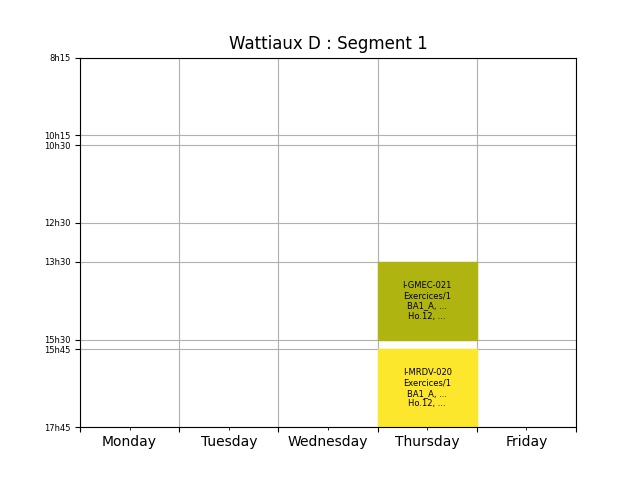 Wattiaux D : Segment 1
8h15
10h15
10h30
12h30
13h30
I-GMEC-021
Exercices/1
BA1_A, ...
Ho.12, ...
15h30
15h45
I-MRDV-020
Exercices/1
BA1_A, ...
Ho.12, ...
17h45
Monday Tuesday Wednesday Thursday Friday